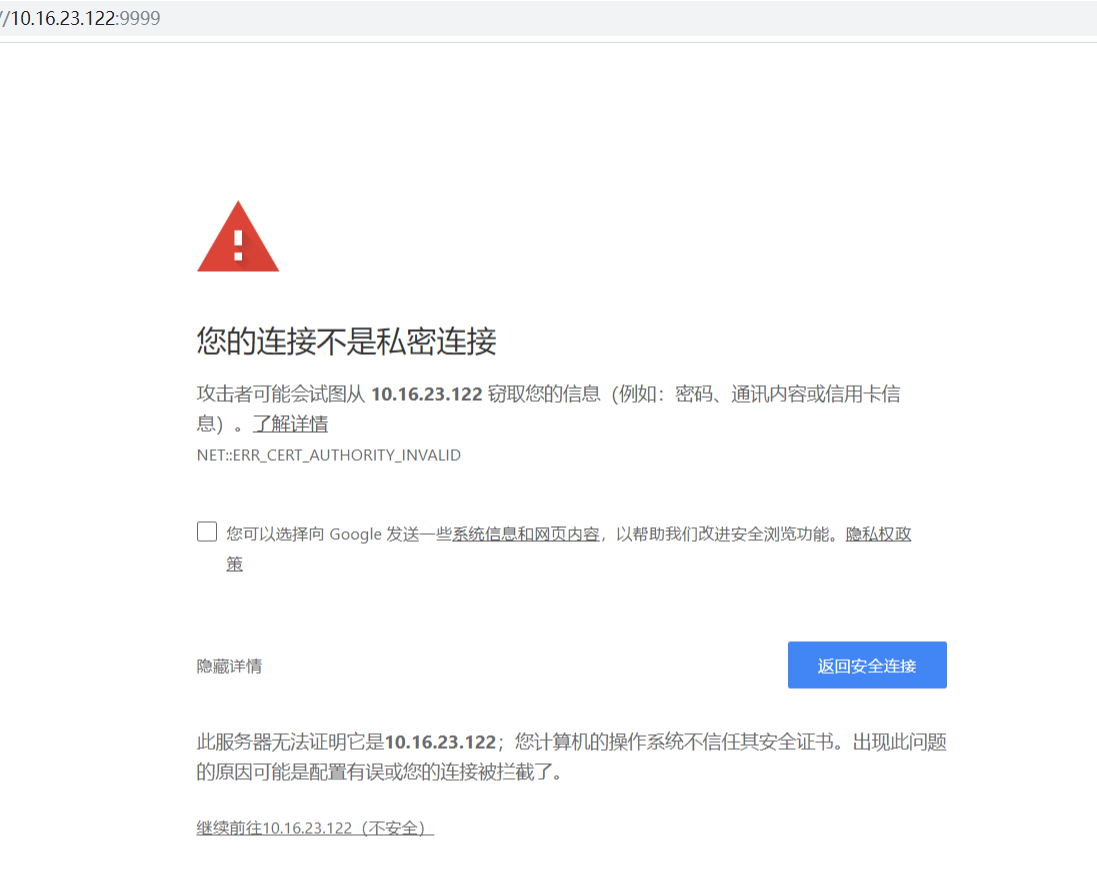 //10.16.23.122:9999
您的连接不是私密连接
攻击者可能会试图从 10.16.23.122 窃取您的信息（例如：密码、通讯内容或信用卡信
息）。了解详情
NET::ERR_CERT_AUTHORITY_INVALID
您可以选择向 Google 发送一些系统信息和网页内容，以帮助我们改进安全浏览功能。隐私权政
策
隐藏详情
返回安全连接
此服务器无法证明它是10.16.23.122；您计算机的操作系统不信任其安全证书。出现此问题
的原因可能是配置有误或您的连接被拦截了。
继续前往10.16.23.122（不安全）